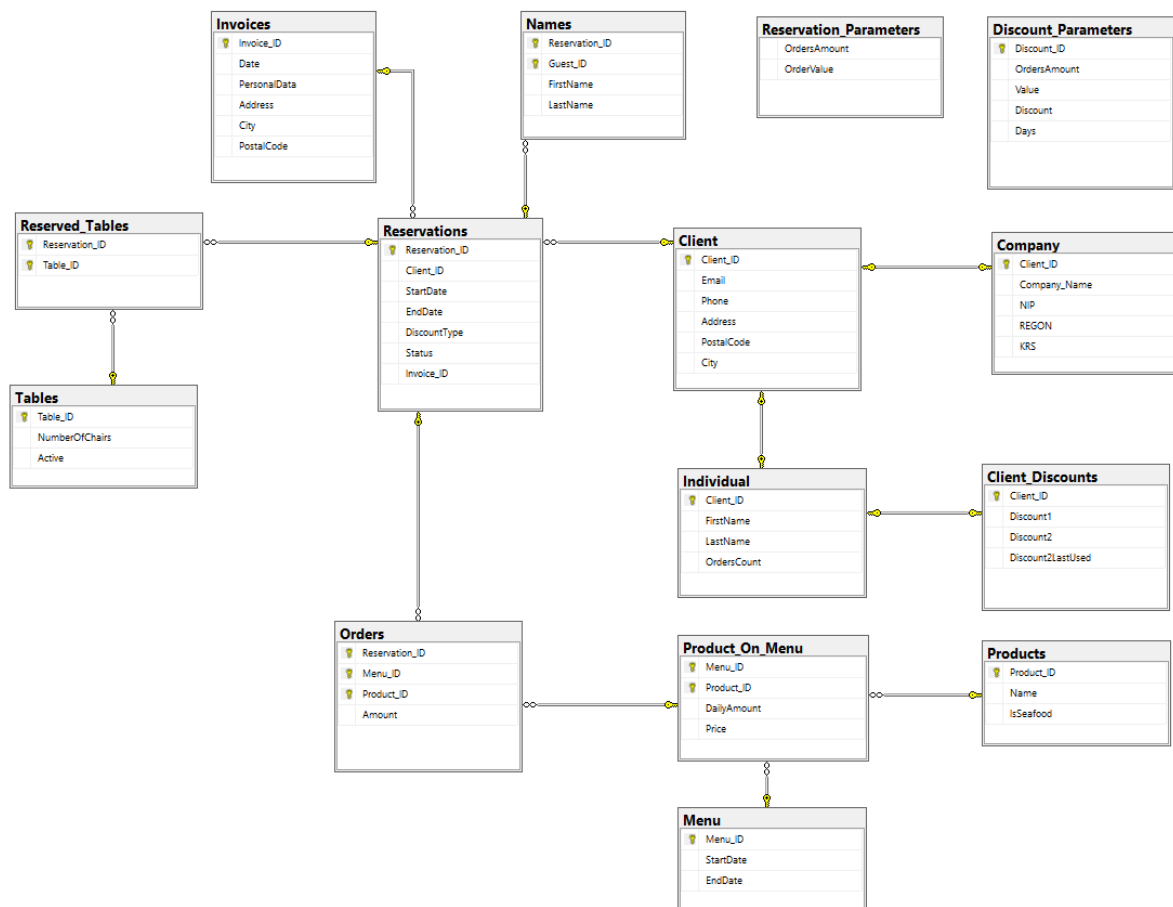 Invoices
Invoice_ID
Date
PersonalData
Address
City
PostalCode
Names
Reservation_ID
Guest_ID
FirstName
LastName
Reservation_Parameters
OrdersAmount
OrderValue
Discount_Parameters
Discount_ID
OrdersAmount
Value
Discount
Days
Reserved_Tables
Reservation_ID
Table_ID
Reservations
Reservation_ID
Client_ID
StartDate
EndDate
DiscountType
Status
Invoice_ID
Client
Client_ID
Email
Phone
Address
PostalCode
City
Company
Client_ID
Company_Name
NIP
REGON
KRS
Tables
Table_ID
NumberOfChairs
Active
Individual
Client_ID
FirstName
LastName
OrdersCount
Client_Discounts
Client_ID
Discount1
Discount2
Discount2LastUsed
Orders
Reservation_ID
Menu_ID
Product_ID
Amount
Product_On_Menu
Menu_ID
Product_ID
DailyAmount
Price
Products
Product_ID
Name
IsSeafood
Menu
Menu_ID
StartDate
EndDate